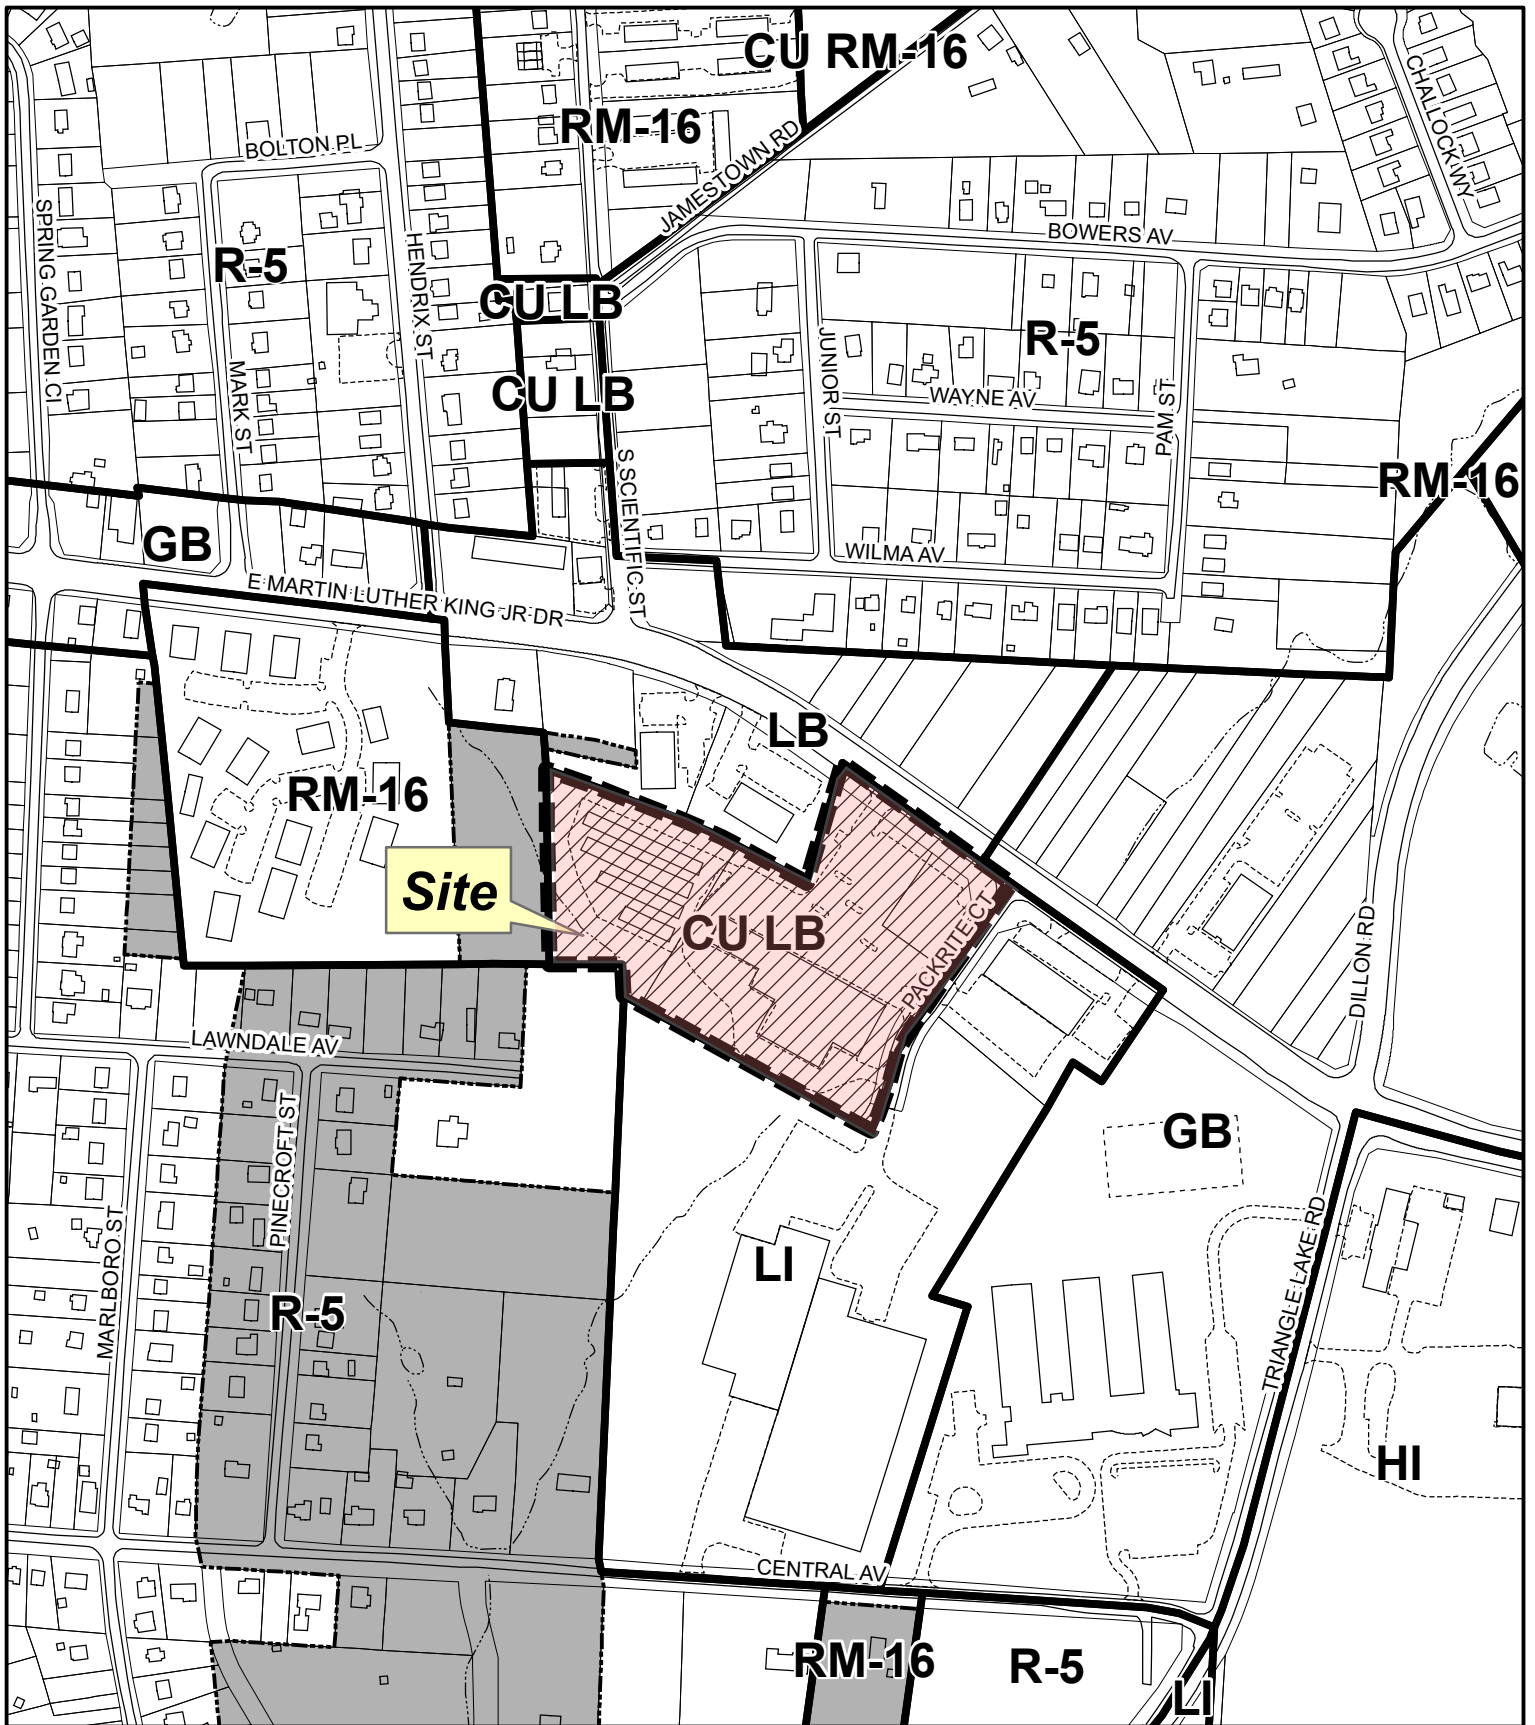 CU RM-16
RM-16
CHALLOCK WY
BOLTON PL
JAMESTOWN RD
SPRING GARDEN CI
R-5
HENDRIX ST
BOWERS AV
CU LB
R-5
JUNIOR ST
MARK ST
CU LB
WAYNE AV
PAM ST
S SCIENTIFIC ST
RM-16
GB
WILMA AV
E MARTIN LUTHER KING JR DR
LB
RM-16
Site
CU LB
PACKRITE CT
DILLON RD
LAWNDALE AV
PINECROFT ST
GB
MARLBORO ST
LI
TRIANGLE LAKE RD
R-5
HI
CENTRAL AV
RM-16
R-5
LI